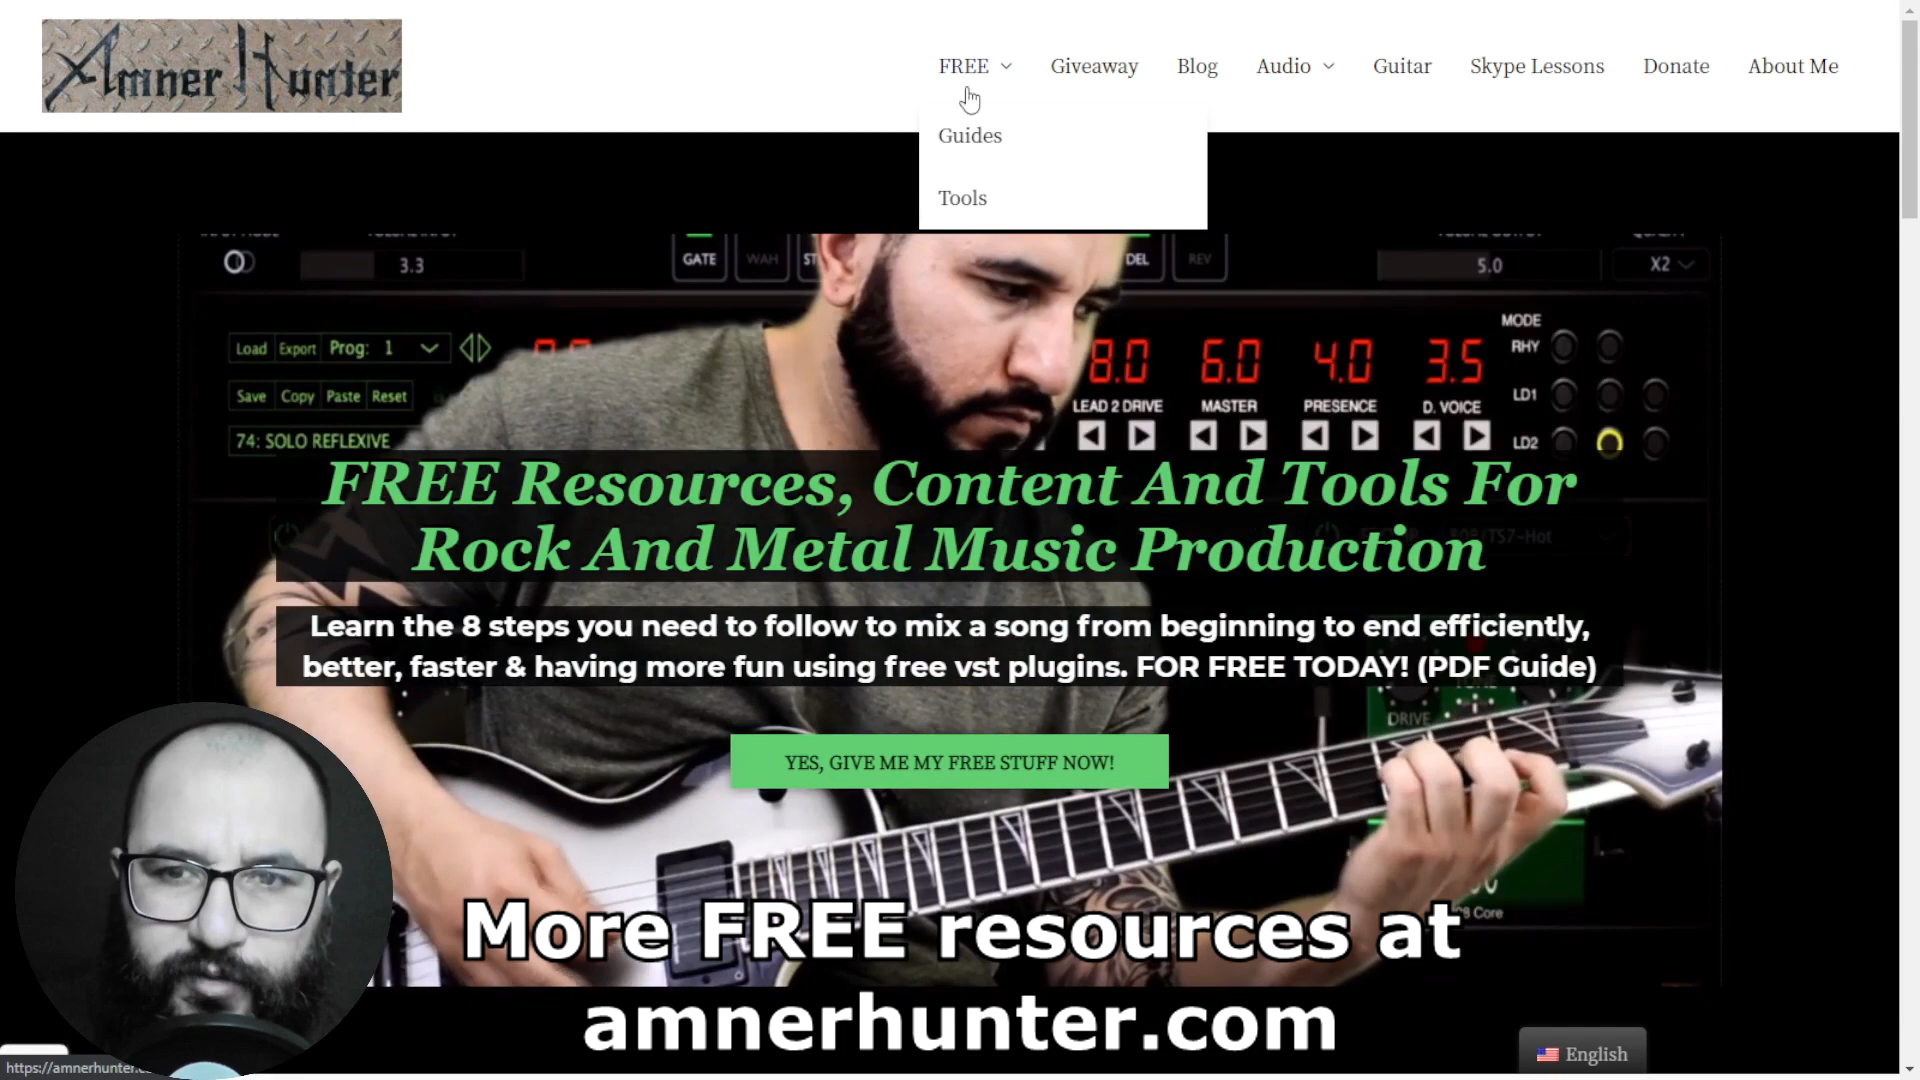 Amner Hunter
FREE
Giveaway
Blog
Audio
Guitar
Skype Lessons
Donate
About Me
Guides
Tools
3.3
GATE
WAH
ST
DEL
REV
5.0
X2
Load
Export
Prog: 1
Save
Copy
Paste
Reset
74: SOLO REFLEXIVE
8.0
6.0
4.0
3.5
LEAD 2 DRIVE
MASTER
PRESENCE
D. VOICE
MODE
RHY
LD1
LD2
FREE Resources, Content And Tools For
Rock And Metal Music Production
Learn the 8 steps you need to follow to mix a song from beginning to end efficiently,
better, faster & having more fun using free vst plugins. FOR FREE TODAY! (PDF Guide)
DRIVE
YES, GIVE ME MY FREE STUFF NOW!
More FREE resources at
amnerhunter.com
English
https://amnerhunter.c